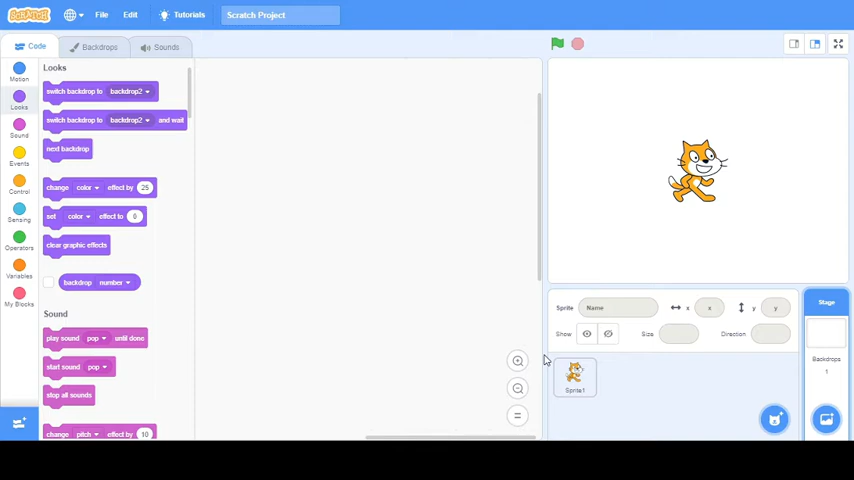 SCRATCH
File
Edit
Tutorials
Scratch Project
Code
Backdrops
Sounds
Motion
Looks
Sound
Events
Control
Sensing
Operators
Variables
My Blocks
Looks
switch backdrop to backdrop2
switch backdrop to backdrop2 and wait
next backdrop
change color effect by 25
set color effect to 0
clear graphic effects
backdrop number
Sound
play sound pop until done
start sound pop
stop all sounds
change pitch effect by 10
Sprite Name x x y y
Show Size Direction
Sprite1
Stage
Backdrops
1